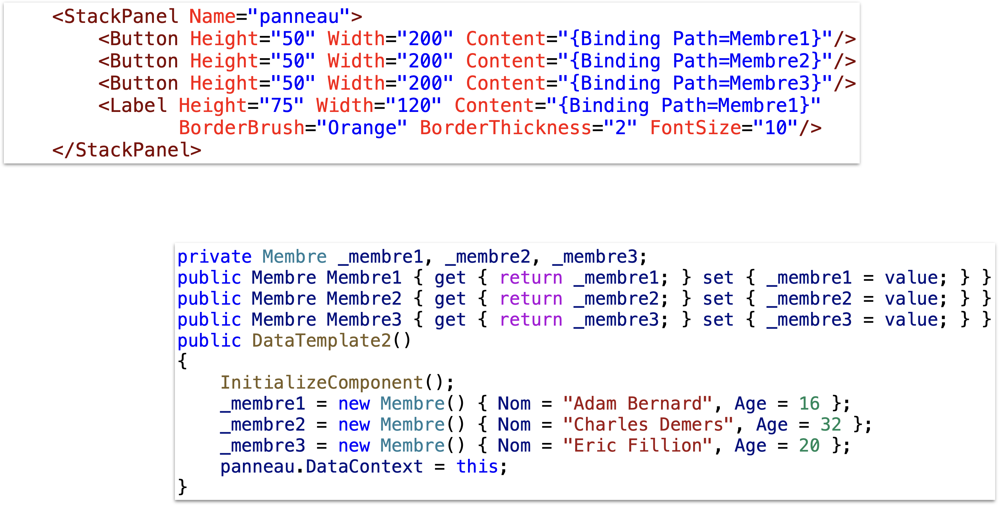 <StackPanel Name="panneau">
    <Button Height="50" Width="200" Content="{Binding Path=Membre1}"/>
    <Button Height="50" Width="200" Content="{Binding Path=Membre2}"/>
    <Button Height="50" Width="200" Content="{Binding Path=Membre3}"/>
    <Label Height="75" Width="120" Content="{Binding Path=Membre1}"
           BorderBrush="Orange" BorderThickness="2" FontSize="10"/>
</StackPanel>
private Membre _membre1, _membre2, _membre3;
public Membre Membre1 { get { return _membre1; } set { _membre1 = value; } }
public Membre Membre2 { get { return _membre2; } set { _membre2 = value; } }
public Membre Membre3 { get { return _membre3; } set { _membre3 = value; } }
public DataTemplate2()
{
    InitializeComponent();
    _membre1 = new Membre() { Nom = "Adam Bernard", Age = 16 };
    _membre2 = new Membre() { Nom = "Charles Demers", Age = 32 };
    _membre3 = new Membre() { Nom = "Eric Fillion", Age = 20 };
    panneau.DataContext = this;
}